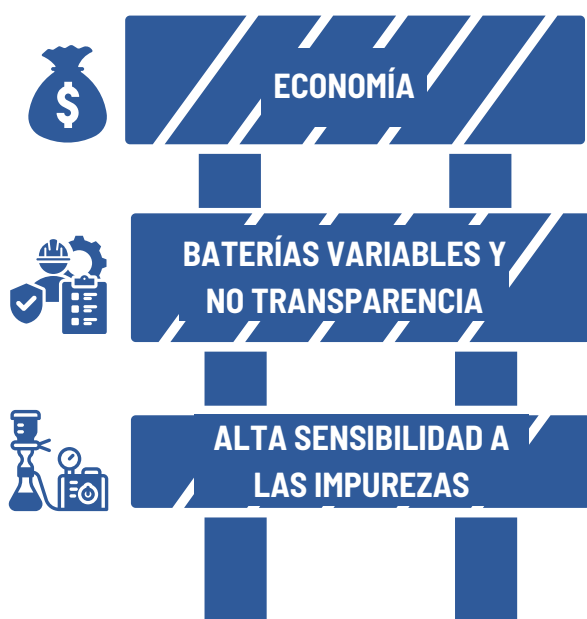 $
ECONOMÍA
BATERÍAS VARIABLES Y
NO TRANSPARENCIA
ALTA SENSIBILIDAD A
LAS IMPUREZAS